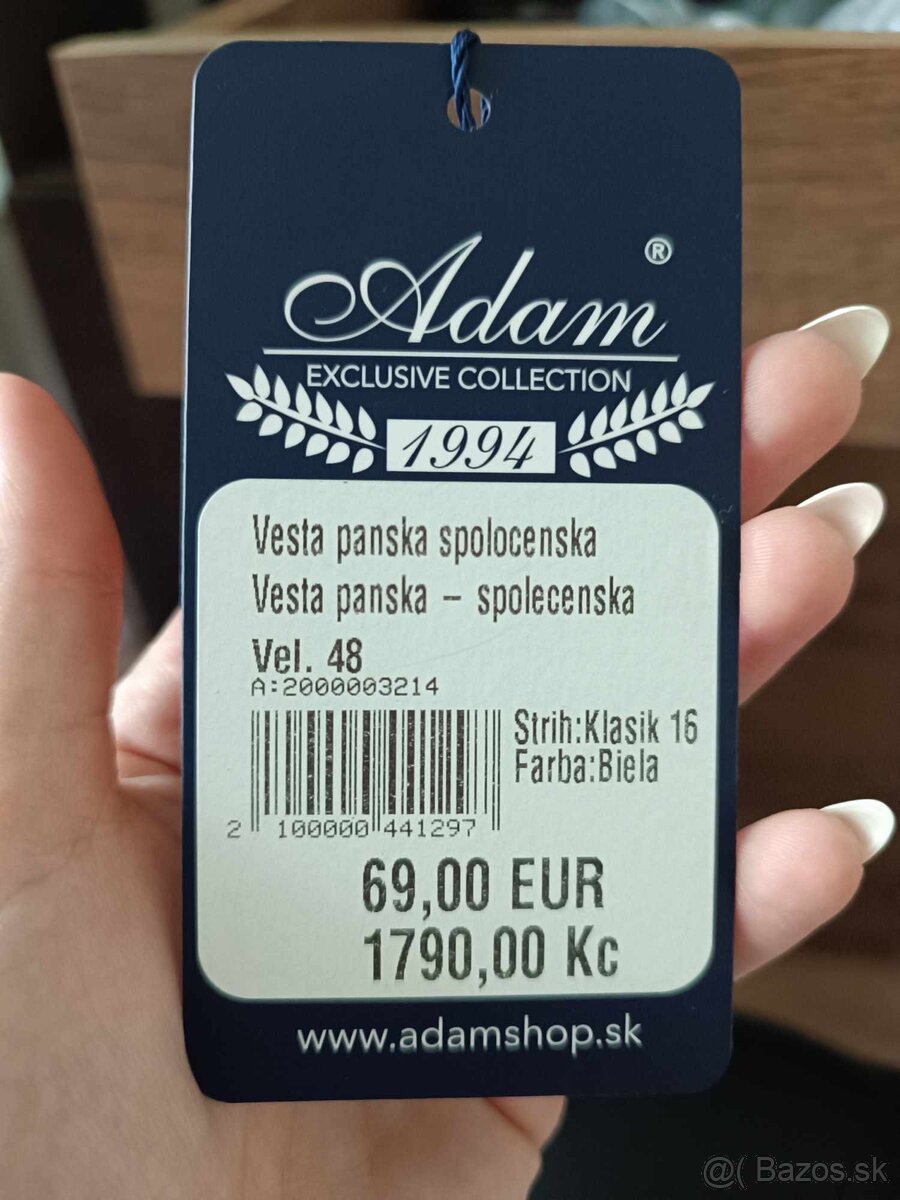 Adam ®
EXCLUSIVE COLLECTION
1994
Vesta panska spolocenska
Vesta panska - spolecenska
Vel. 48
A:2000003214
Strih:Klasik 16
Farba:Biela
2 100000 441297
69,00 EUR
1790,00 Kc
www.adamshop.sk
@( Bazos.sk